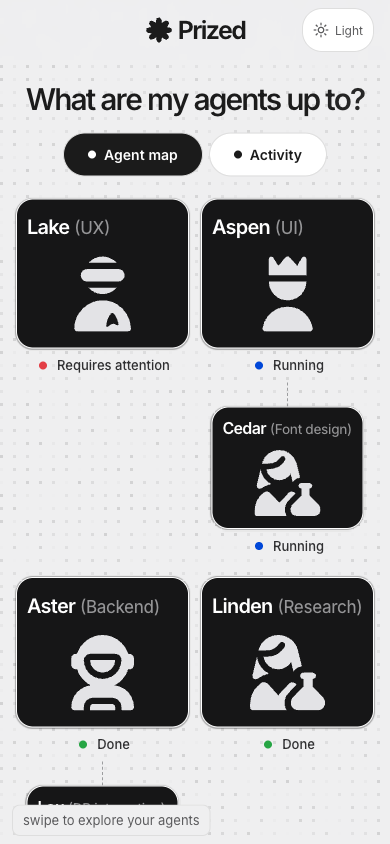 Prized
Light
What are my agents up to?
Agent map
Activity
Lake (UX)
Aspen (UI)
Requires attention
Running
Cedar (Font design)
Running
Aster (Backend)
Linden (Research)
Done
Done
swipe to explore your agents